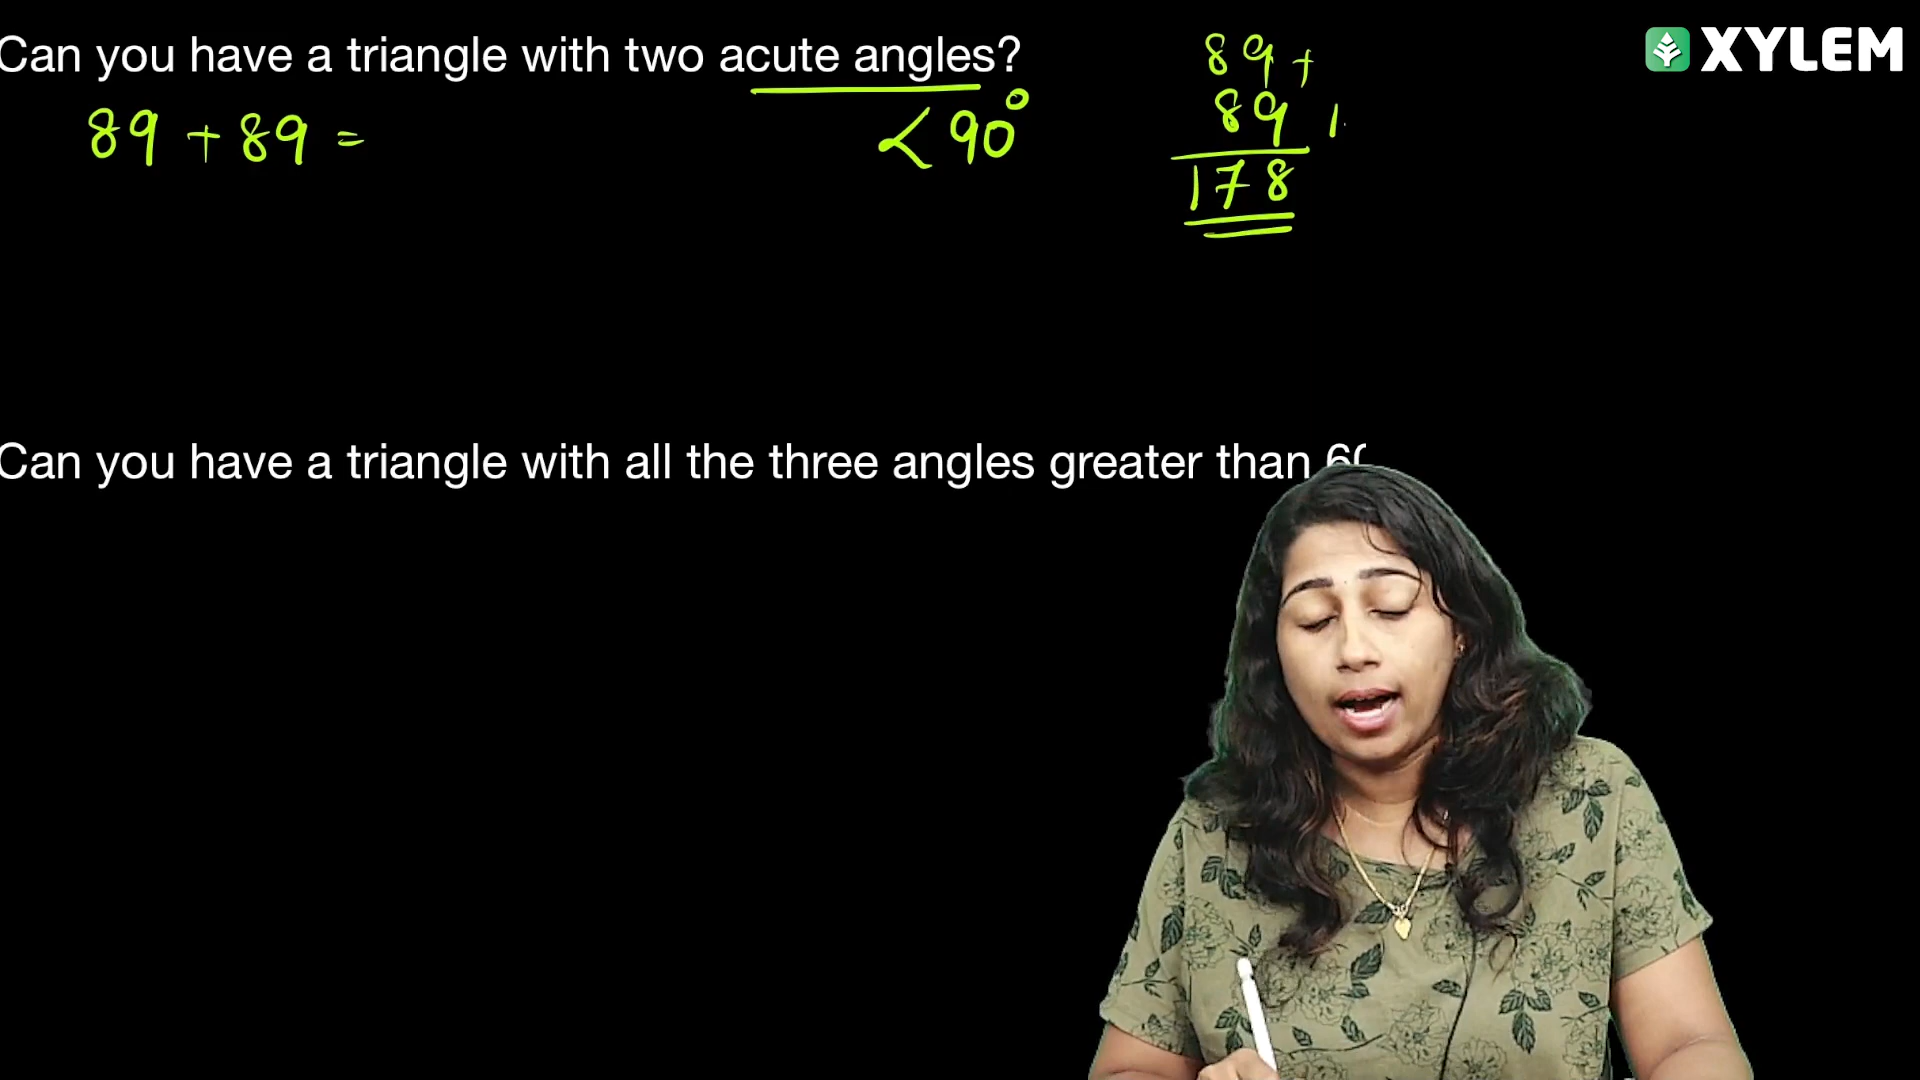 Can you have a triangle with two acute angles?
89 + 89 =
< 90°
89 +
89
178
XYLEM
Can you have a triangle with all the three angles greater than